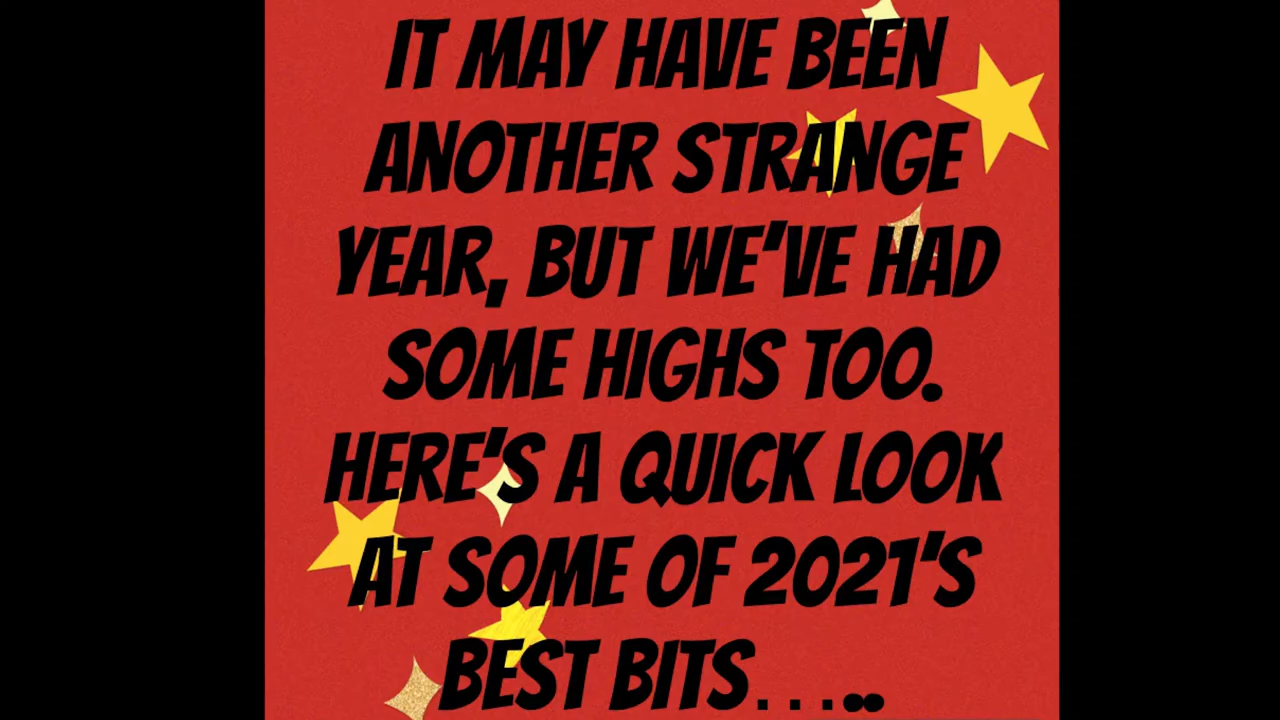 IT MAY HAVE BEEN
ANOTHER STRANGE
YEAR, BUT WE'VE HAD
SOME HIGHS TOO.
HERE'S A QUICK LOOK
AT SOME OF 2021'S
BEST BITS.....